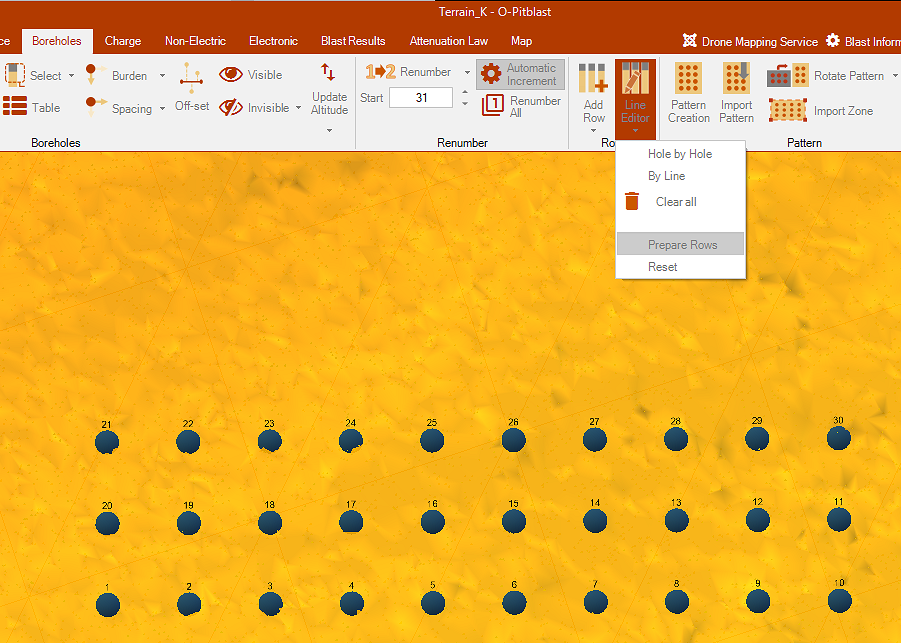 Terrain_K - O-Pitblast
ce Boreholes Charge Non-Electric Electronic Blast Results Attenuation Law Map Drone Mapping Service Blast Inform
Select Burden Visible Renumber Automatic Increment Rotate Pattern
Table Spacing Off-set Invisible Update Altitude Start 31 Renumber All Add Row Line Editor Pattern Creation Import Pattern Import Zone
Boreholes Renumber Ro Pattern
Hole by Hole
By Line
Clear all
Prepare Rows
Reset
21 22 23 24 25 26 27 28 29 30
20 19 18 17 16 15 14 13 12 11
1 2 3 4 5 6 7 8 9 10